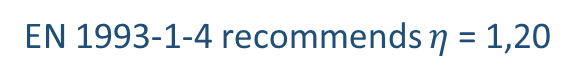 EN 1993-1-4 recommends η = 1,20